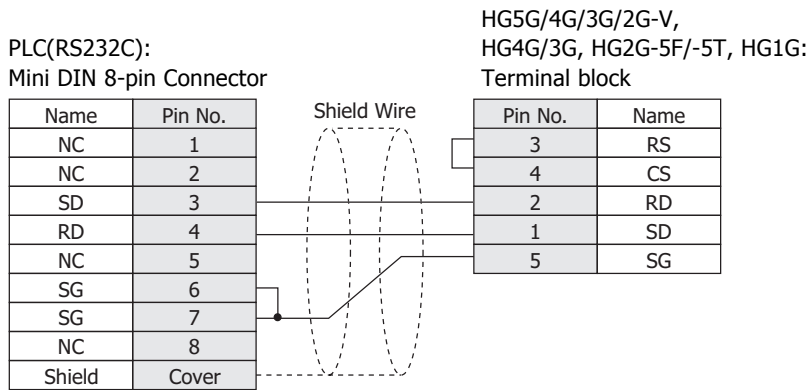 HG5G/4G/3G/2G-V,
PLC(RS232C): HG4G/3G, HG2G-5F/-5T, HG1G:
Mini DIN 8-pin Connector Terminal block
Name Pin No. Shield Wire Pin No. Name
NC 1 3 RS
NC 2 4 CS
SD 3 2 RD
RD 4 1 SD
NC 5 5 SG
SG 6
SG 7
NC 8
Shield Cover